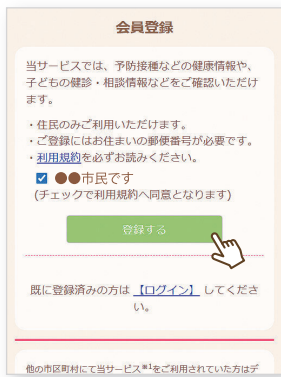 会員登録
当サービスでは、予防接種などの健康情報や、
子どもの健診・相談情報などをご確認いただけ
ます。
・住民のみご利用いただけます。
・ご登録にはお住まいの郵便番号が必要です。
・利用規約を必ずお読みください。
●●市民です
(チェックで利用規約へ同意となります)
登録する
既に登録済みの方は 【ログイン】 してくださ
い。
他の市区町村にて当サービス※1をご利用されていた方はデ